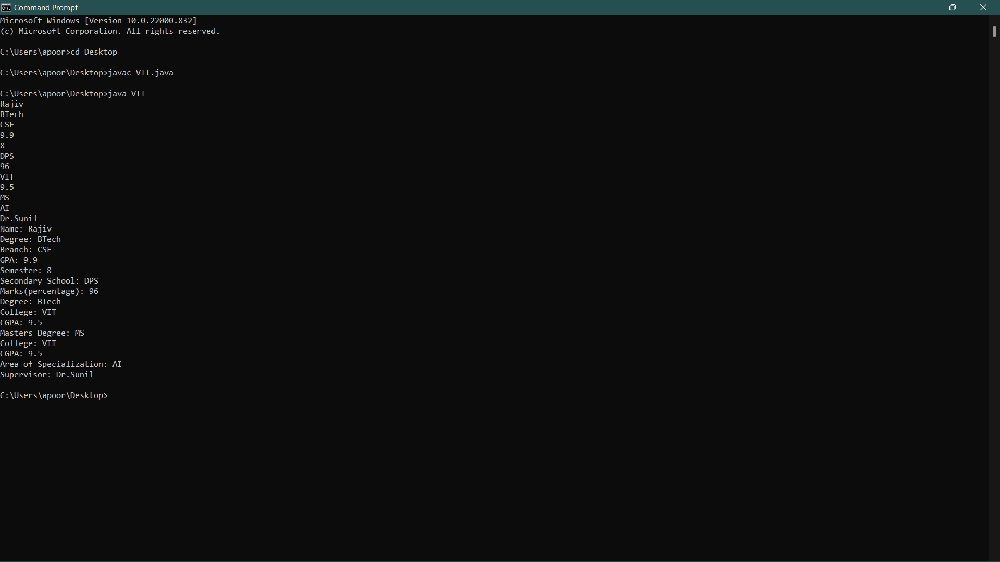 Command Prompt
Microsoft Windows [Version 10.0.22000.832]
(c) Microsoft Corporation. All rights reserved.
C:\Users\apoor>cd Desktop
C:\Users\apoor\Desktop>javac VIT.java
C:\Users\apoor\Desktop>java VIT
Rajiv
BTech
CSE
9.9
8
DPS
96
VIT
9.5
MS
AI
Dr.Sunil
Name: Rajiv
Degree: BTech
Branch: CSE
GPA: 9.9
Semester: 8
Secondary School: DPS
Marks(percentage): 96
Degree: BTech
College: VIT
CGPA: 9.5
Masters Degree: MS
College: VIT
CGPA: 9.5
Area of Specialization: AI
Supervisor: Dr.Sunil
C:\Users\apoor\Desktop>